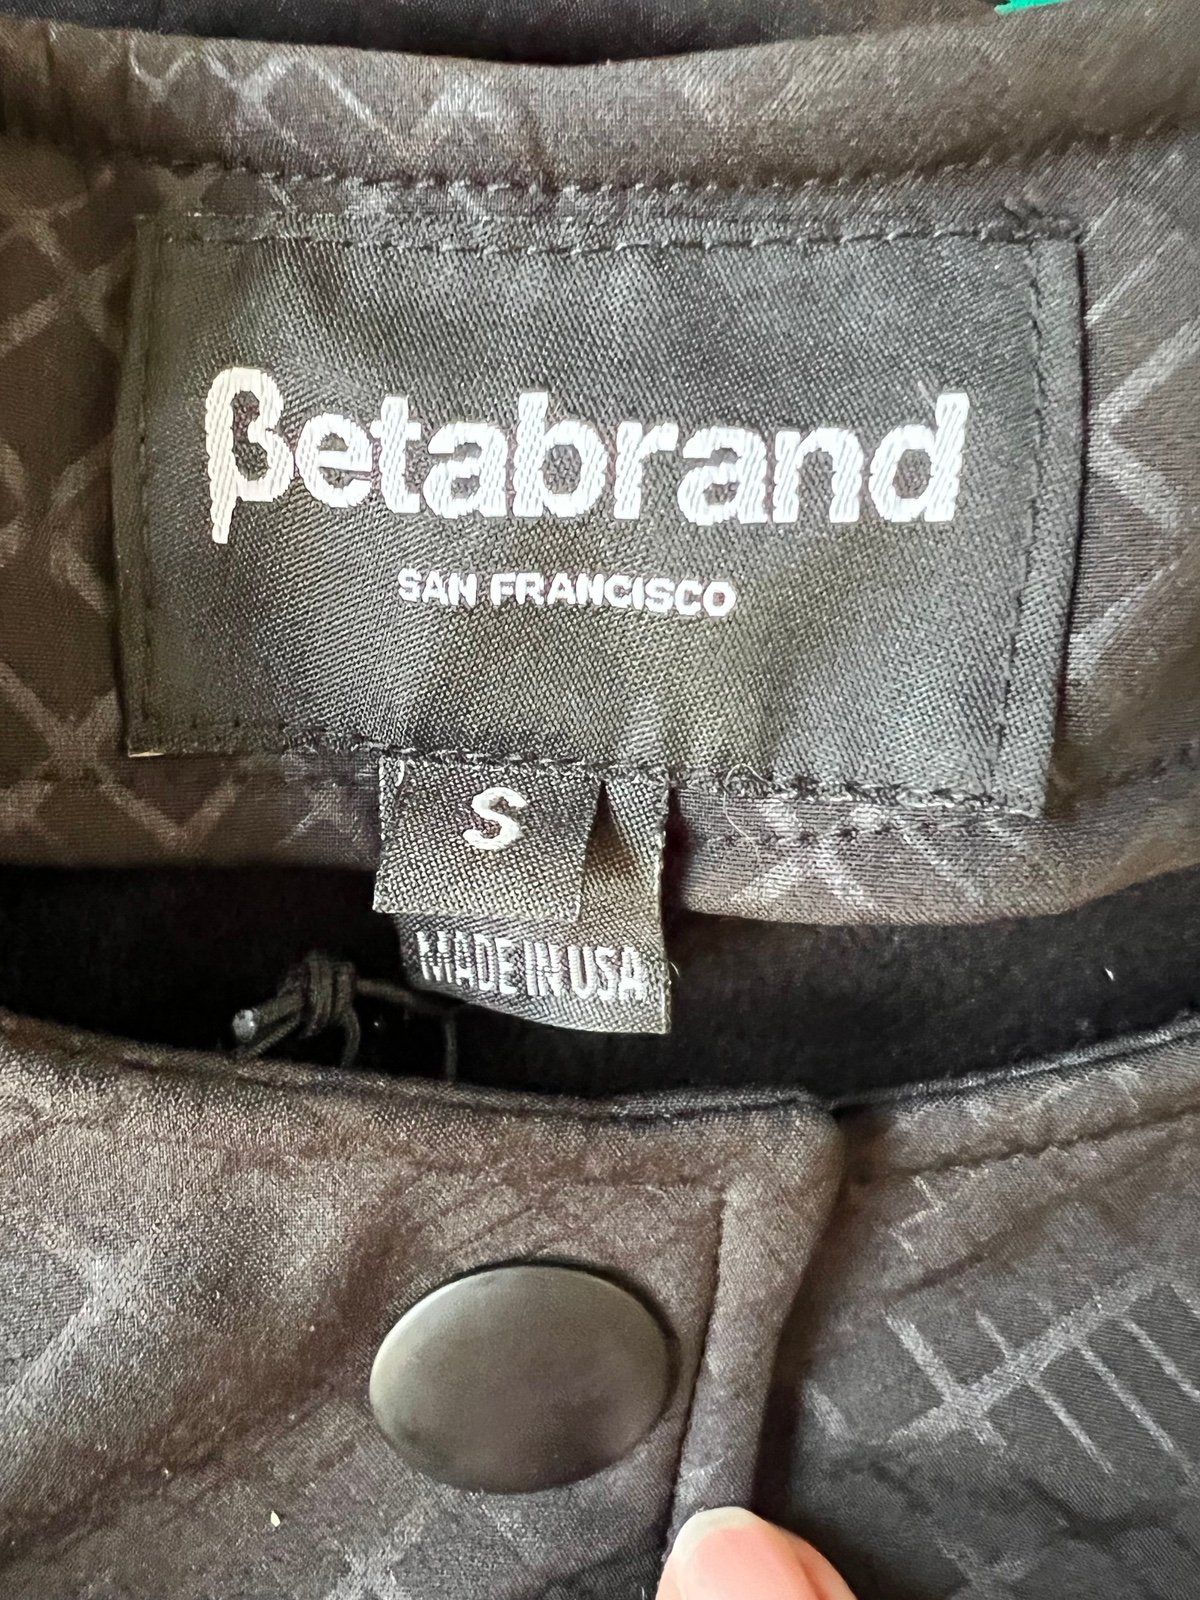 βetabrand
SAN FRANCISCO
S
MADE IN USA